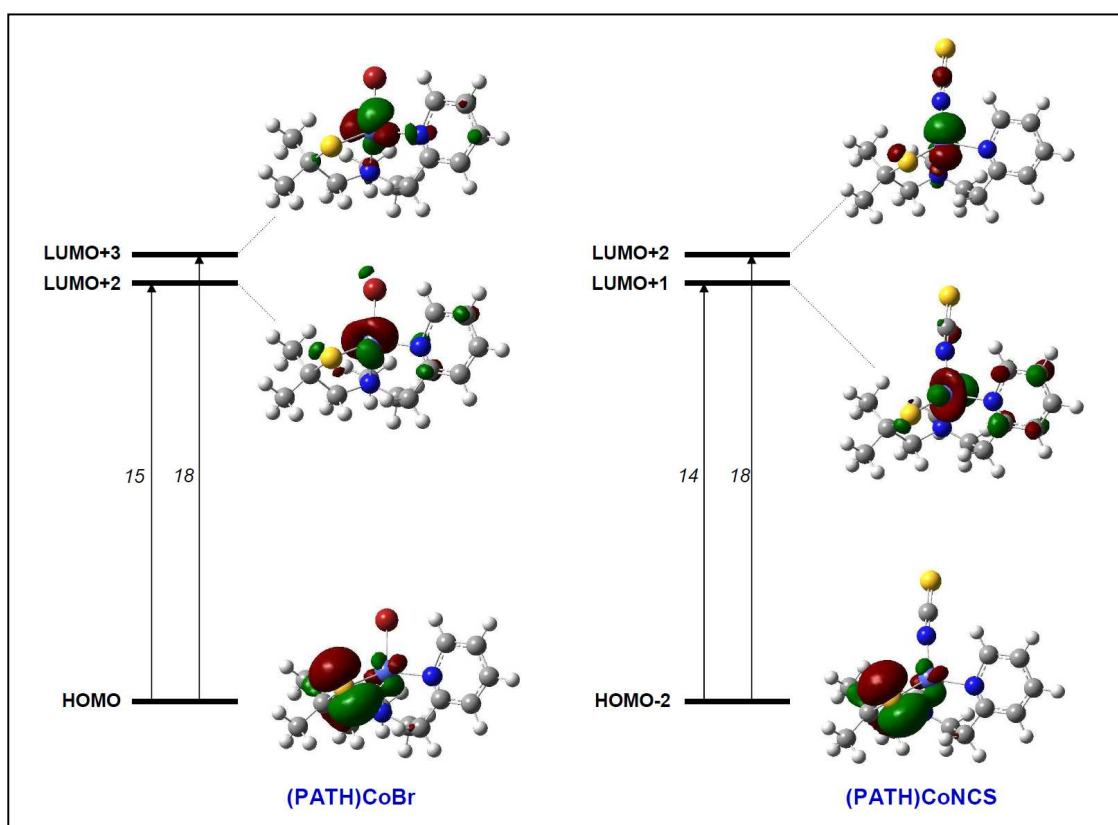 LUMO+3
LUMO+2
15
18
HOMO
(PATH)CoBr
LUMO+2
LUMO+1
14
18
HOMO-2
(PATH)CoNCS